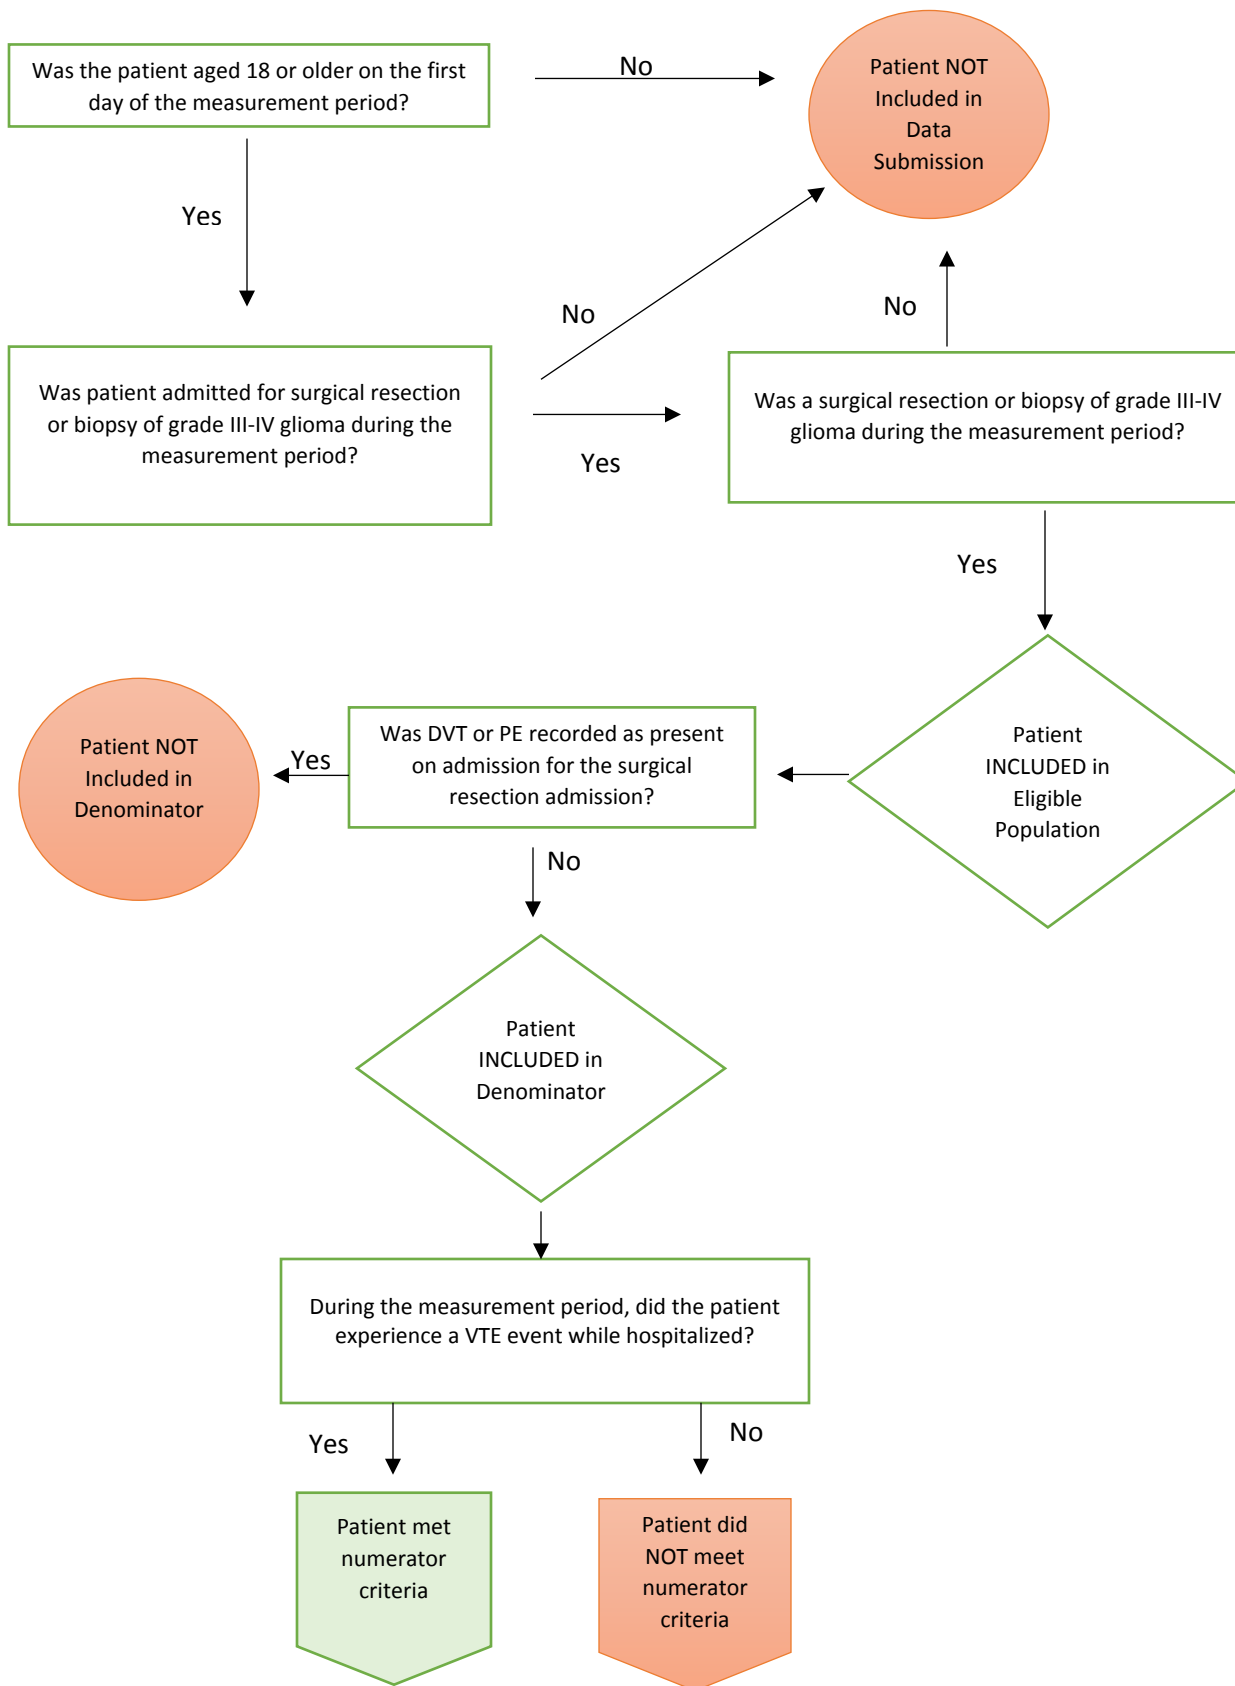 Was the patient aged 18 or older on the first
day of the measurement period?
No
Patient NOT
Included in
Data
Submission
Yes
No
No
Was patient admitted for surgical resection
or biopsy of grade III-IV glioma during the
measurement period?
Yes
Was a surgical resection or biopsy of grade III-IV
glioma during the measurement period?
Yes
Patient
INCLUDED in
Eligible
Population
Was DVT or PE recorded as present
on admission for the surgical
resection admission?
Yes
Patient NOT
Included in
Denominator
No
Patient
INCLUDED in
Denominator
During the measurement period, did the patient
experience a VTE event while hospitalized?
Yes
No
Patient met
numerator
criteria
Patient did
NOT meet
numerator
criteria